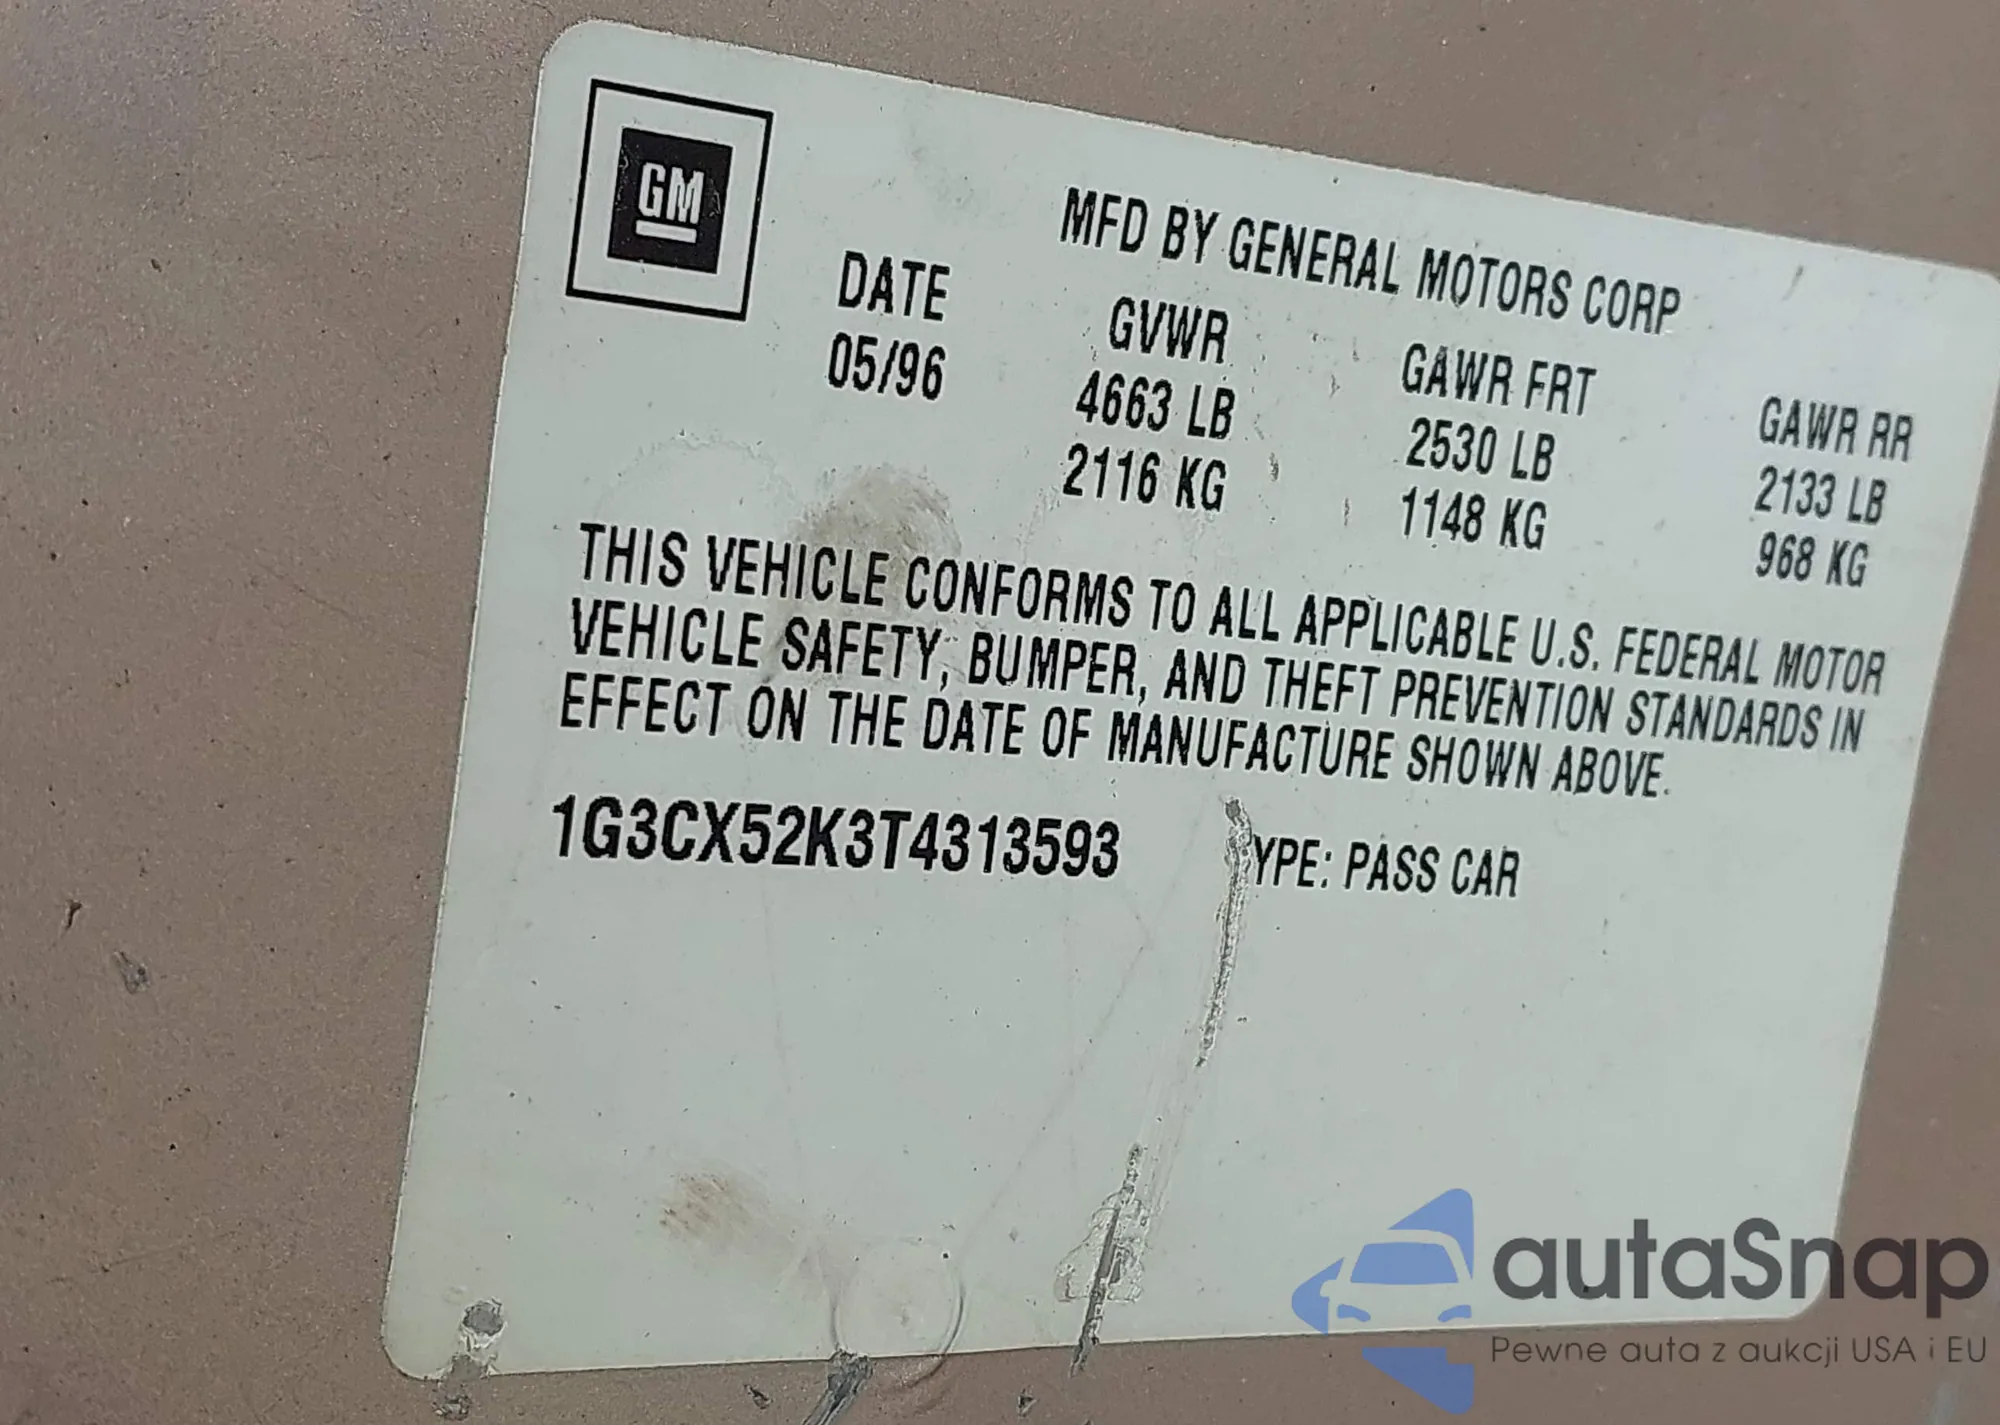 GM
MFD BY GENERAL MOTORS CORP
DATE GVWR GAWR FRT GAWR RR
05/96 4663 LB 2530 LB 2133 LB
2116 KG 1148 KG 968 KG
THIS VEHICLE CONFORMS TO ALL APPLICABLE U.S. FEDERAL MOTOR
VEHICLE SAFETY, BUMPER, AND THEFT PREVENTION STANDARDS IN
EFFECT ON THE DATE OF MANUFACTURE SHOWN ABOVE.
1G3CX52K3T4313593 YPE: PASS CAR
autaSnap
Pewne auta z aukcji USA i EU